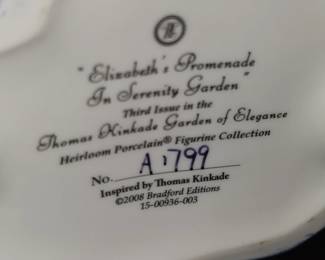 "Elizabeth's Promenade
In Serenity Garden"
Third Issue in the
Thomas Kinkade Garden of Elegance
Heirloom Porcelain® Figurine Collection
No. A1799
Inspired by Thomas Kinkade
©2008 Bradford Editions
15-00936-003